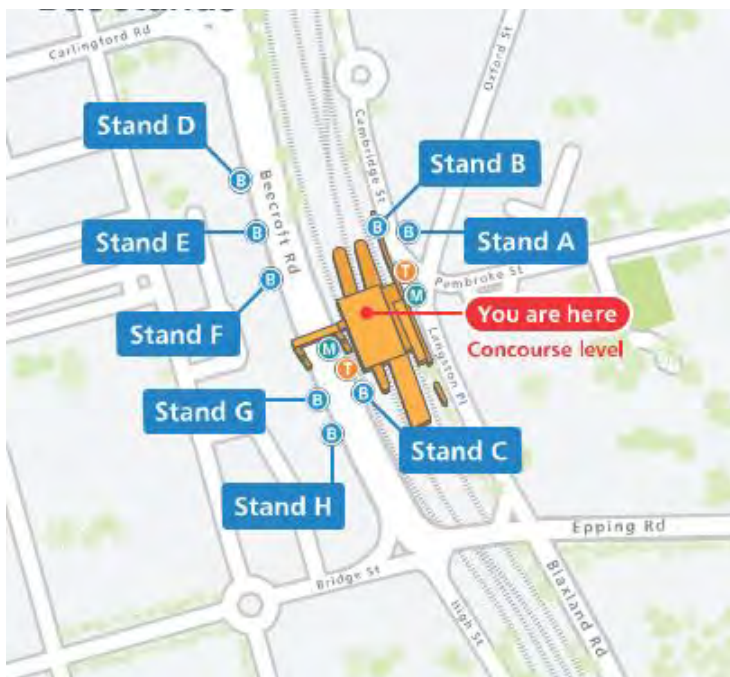 Carlingford Rd
Oxford St
Stand D
Cambridge St
Stand B
Beecroft Rd
Stand E
Stand A
B
B
B
B
B
T
Pembroke St
M
Stand F
You are here
Concourse level
M
Langston Pl
T
B
B
Stand G
B
Stand C
Stand H
Epping Rd
Bridge St
Blaxland Rd
High St